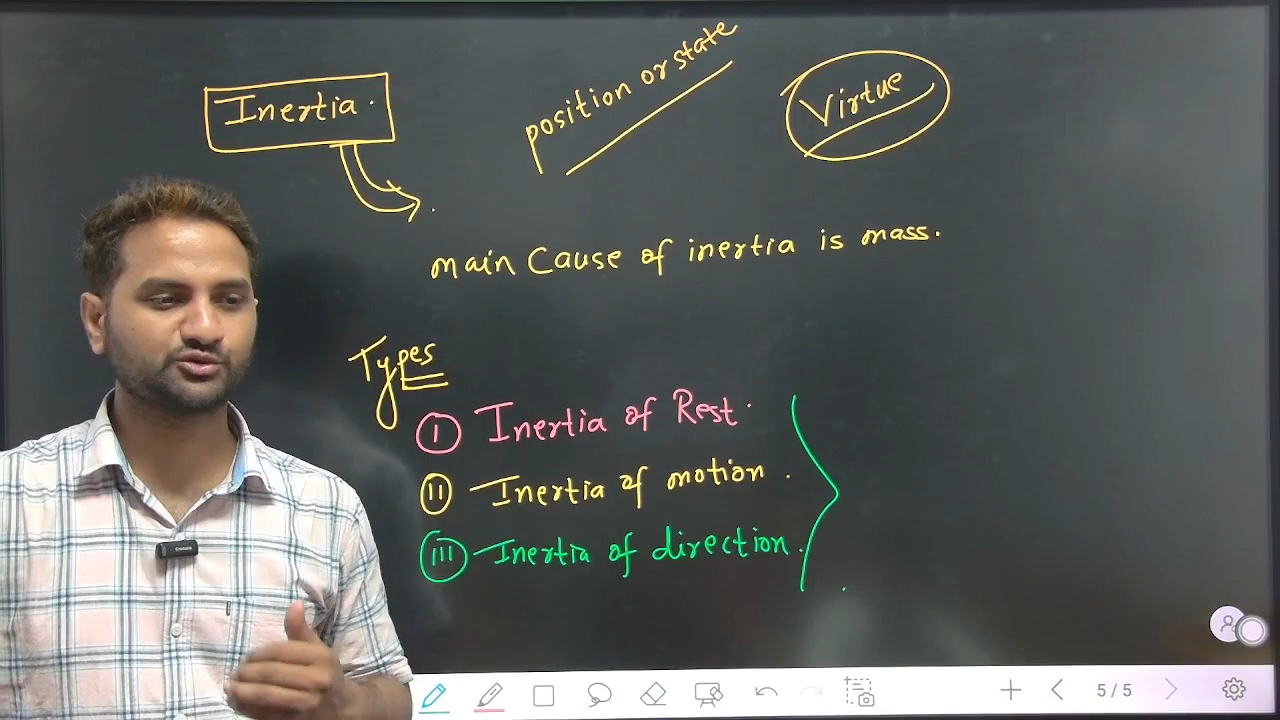 Inertia.
position or state
Virtue
main Cause of inertia is mass.
Types
I Inertia of Rest.
II Inertia of motion.
III Inertia of direction.
5/5